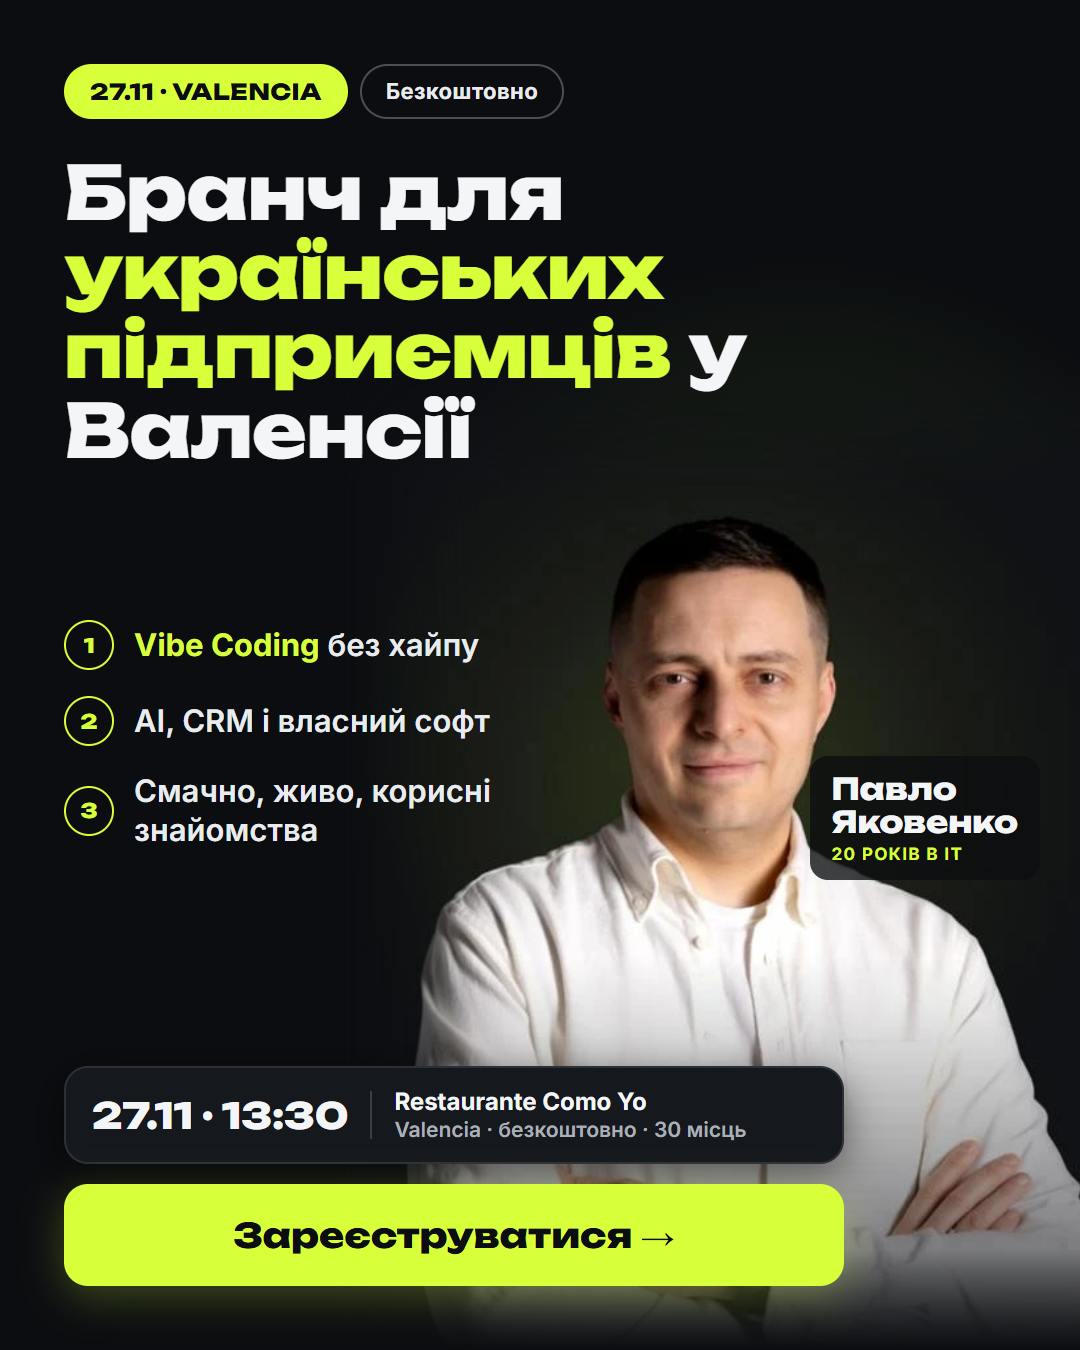 27.11 · VALENCIA
Безкоштовно
Бранч для
українських
підприємців у
Валенсії
1 Vibe Coding без хайпу
2 AI, CRM і власний софт
3 Смачно, живо, корисні
знайомства
Павло
Яковенко
20 РОКІВ В ІТ
27.11 · 13:30
Restaurante Como Yo
Valencia · безкоштовно · 30 місць
Зареєструватися →